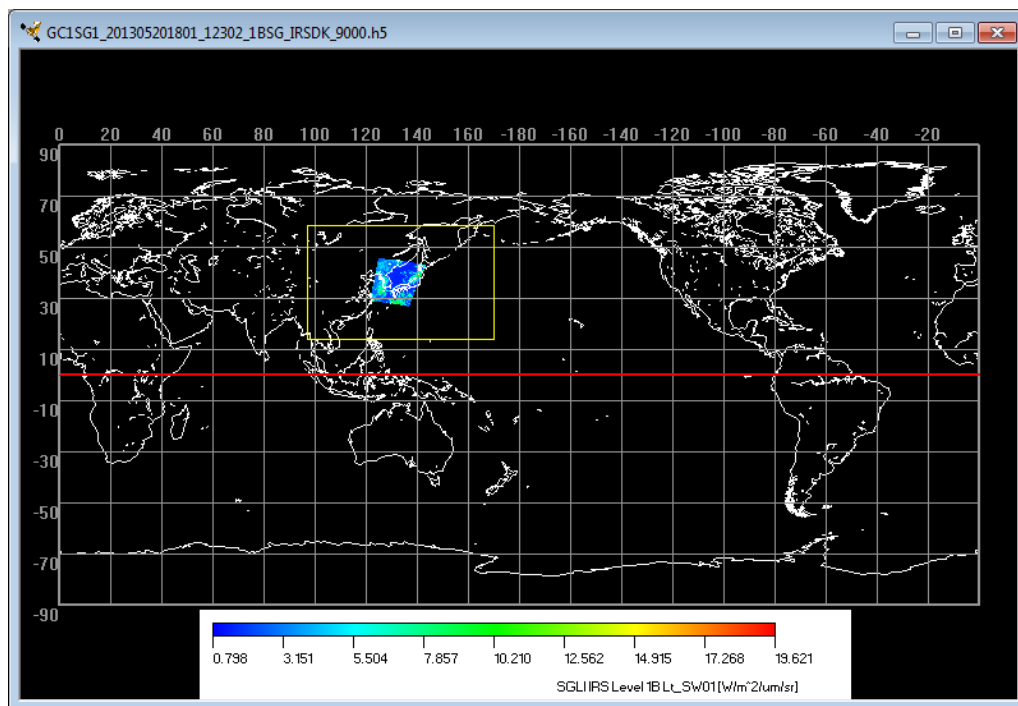 GC1SG1_201305201801_12302_1BSG_IRSDK_9000.h5
0 20 40 60 80 100 120 140 160 -180 -160 -140 -120 -100 -80 -60 -40 -20
90
70
50
30
10
-10
-30
-50
-70
-90
0.798 3.151 5.504 7.857 10.210 12.562 14.915 17.268 19.621
SGLI IRS Level 1B Lt_SW01 [W/m^2/um/sr]